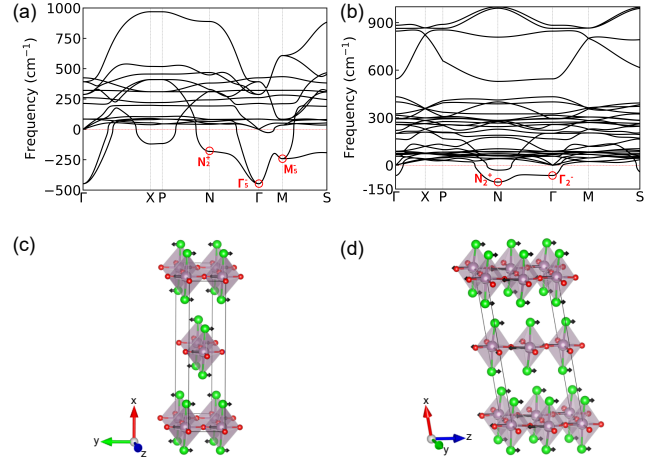 (a)
(b)
Frequency (cm⁻¹)
1000
750
500
250
0
−250
−500
N₂⁺
Γ₅⁻
M₅⁻
Γ X P N Γ M S
Frequency (cm⁻¹)
900
600
300
150
0
-150
N₂⁺
Γ₂⁻
Γ X P N Γ M S
(c)
(d)
x
y
z
x
z
y